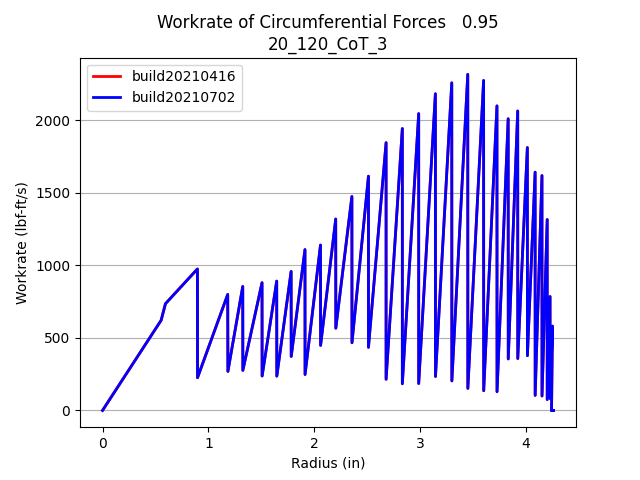 Workrate of Circumferential Forces   0.95
20_120_CoT_3
build20210416
build20210702
Workrate (lbf-ft/s)
2000
1500
1000
500
0
0 1 2 3 4
Radius (in)